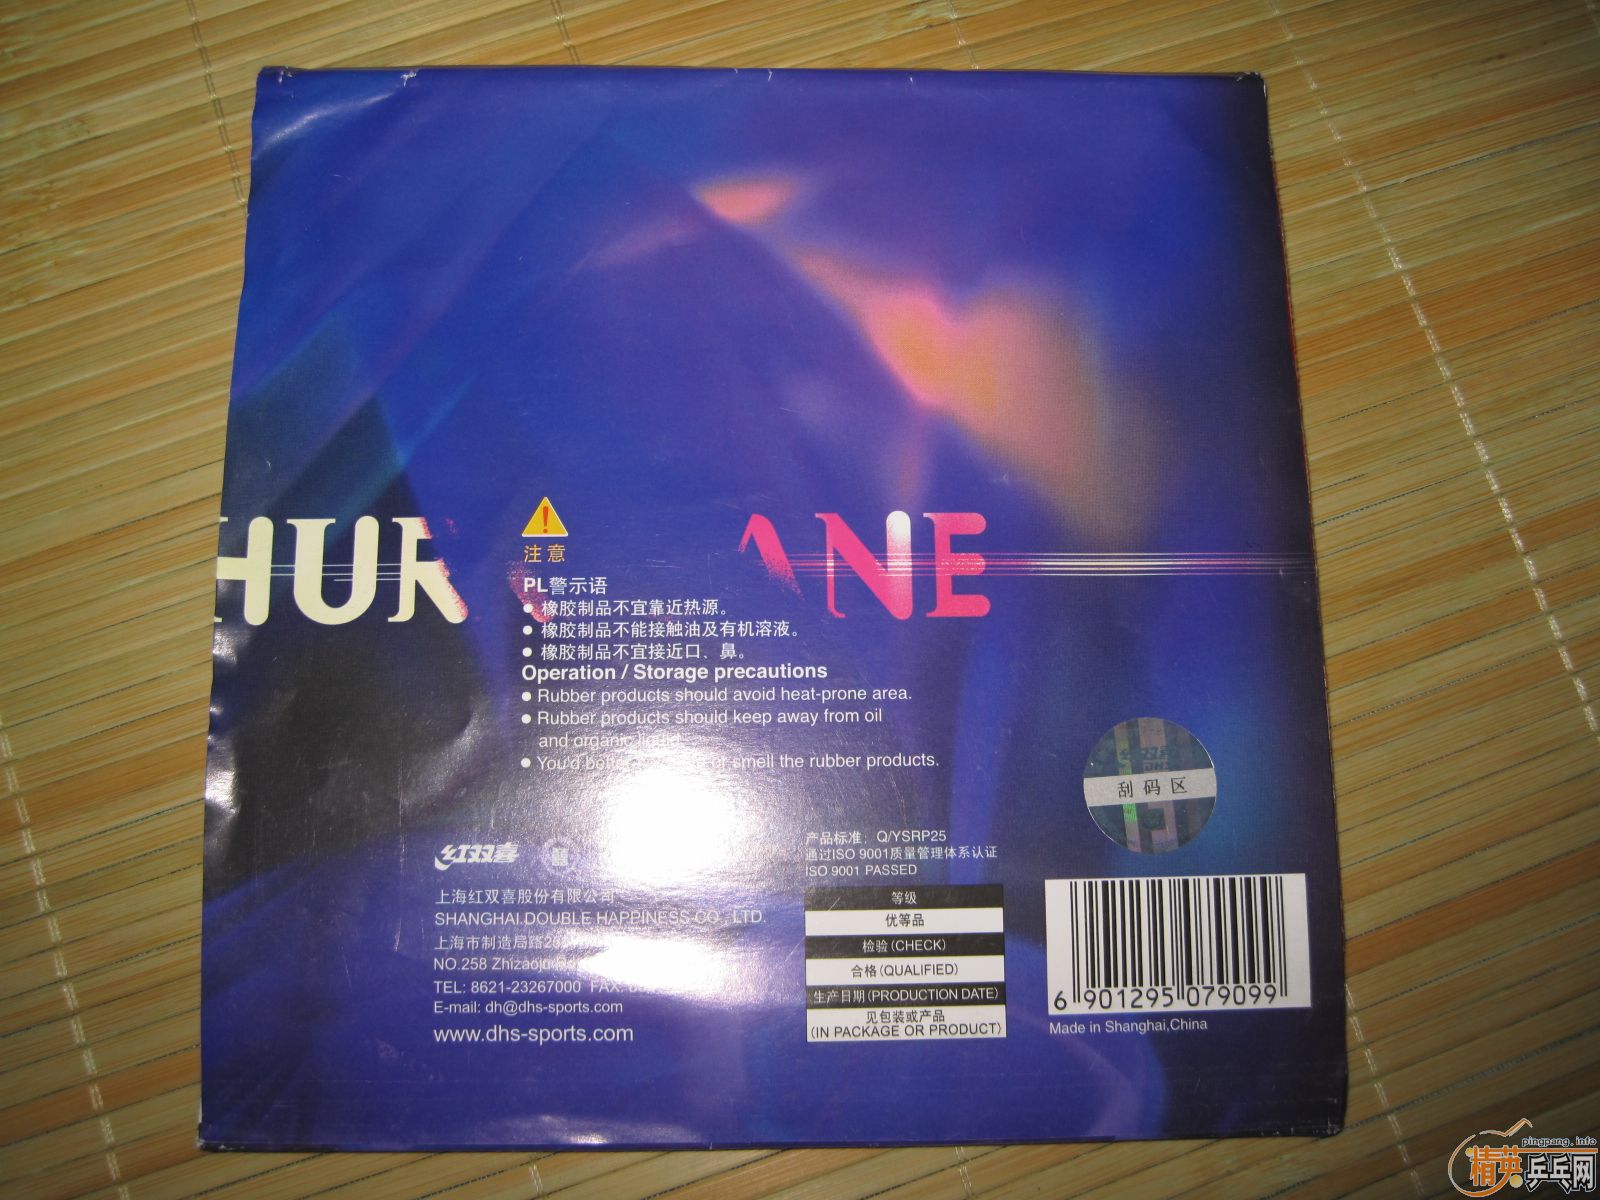 HUR ANE
注意
PL警示语
● 橡胶制品不宜靠近热源。
● 橡胶制品不能接触油及有机溶液。
● 橡胶制品不宜接近口、鼻。
Operation / Storage precautions
● Rubber products should avoid heat-prone area.
● Rubber products should keep away from oil
and organic
● You'd smell the rubber products.
刮码区
红双喜
上海红双喜股份有限公司
SHANGHAI DOUBLE HAPPINESS CO., LTD.
上海市制造局路
NO.258
TEL: 8621-23267000 FAX:
E-mail: dh@dhs-sports.com
www.dhs-sports.com
产品标准: Q/YSRP25
通过ISO 9001质量管理体系认证
ISO 9001 PASSED
等级
优等品
检验(CHECK)
合格(QUALIFIED)
生产日期(PRODUCTION DATE)
见包装或产品
(IN PACKAGE OR PRODUCT)
6 901295 079099
Made in Shanghai,China
pingpang.info
精英乒乓网